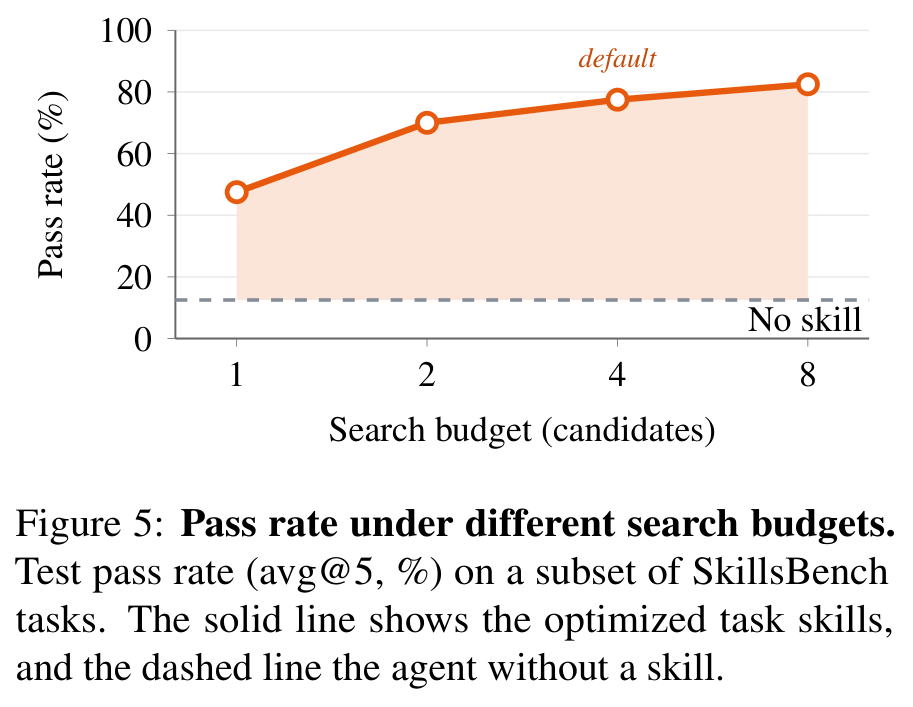 100
default
80
60
40
20
No skill
0
Pass rate (%)
1 2 4 8
Search budget (candidates)
Figure 5: Pass rate under different search budgets.
Test pass rate (avg@5, %) on a subset of SkillsBench
tasks. The solid line shows the optimized task skills,
and the dashed line the agent without a skill.